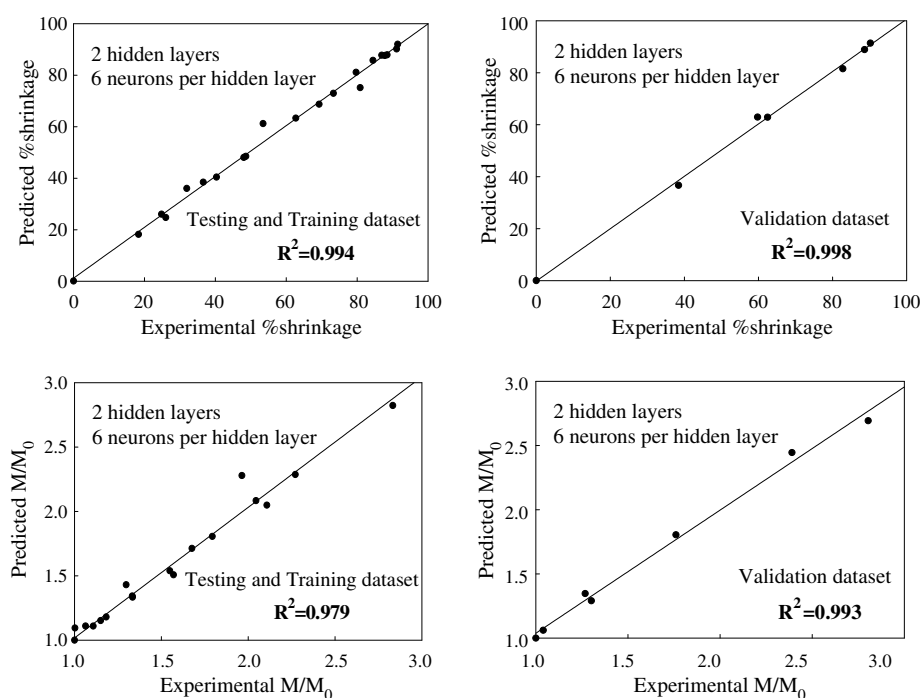 100
80
60
40
20
0
Predicted %shrinkage
2 hidden layers
6 neurons per hidden layer
Testing and Training dataset
R²=0.994
0 20 40 60 80 100
Experimental %shrinkage
100
80
60
40
20
0
Predicted %shrinkage
2 hidden layers
6 neurons per hidden layer
Validation dataset
R²=0.998
0 20 40 60 80 100
Experimental %shrinkage
3.0
2.5
2.0
1.5
1.0
Predicted M/M₀
2 hidden layers
6 neurons per hidden layer
Testing and Training dataset
R²=0.979
1.0 1.5 2.0 2.5 3.0
Experimental M/M₀
3.0
2.5
2.0
1.5
1.0
Predicted M/M₀
2 hidden layers
6 neurons per hidden layer
Validation dataset
R²=0.993
1.0 1.5 2.0 2.5 3.0
Experimental M/M₀